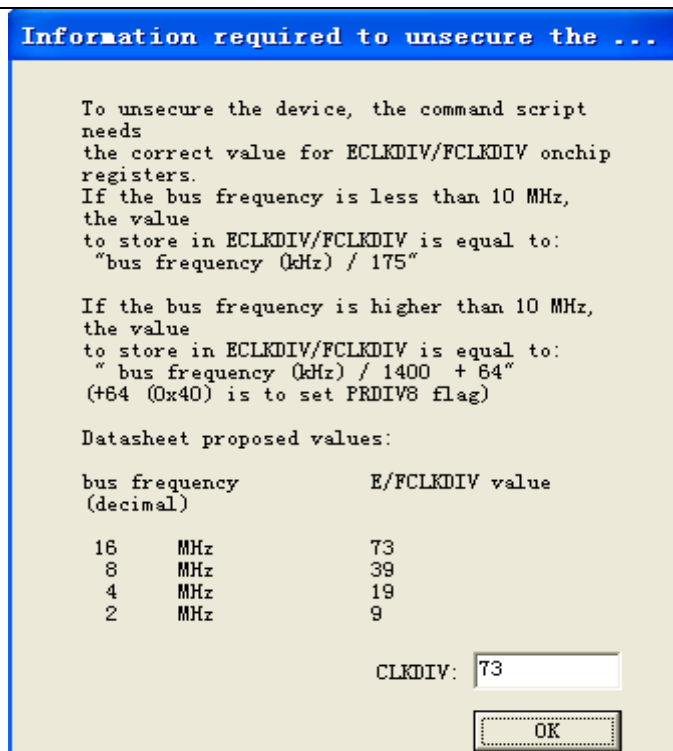 Information required to unsecure the ...
To unsecure the device, the command script
needs
the correct value for ECLKDIV/FCLKDIV onchip
registers.
If the bus frequency is less than 10 MHz,
the value
to store in ECLKDIV/FCLKDIV is equal to:
"bus frequency (kHz) / 175"
If the bus frequency is higher than 10 MHz,
the value
to store in ECLKDIV/FCLKDIV is equal to:
" bus frequency (kHz) / 1400 + 64"
(+64 (0x40) is to set PRDIV8 flag)
Datasheet proposed values:
bus frequency E/FCLKDIV value
(decimal)
16 MHz 73
8 MHz 39
4 MHz 19
2 MHz 9
CLKDIV: 73
OK